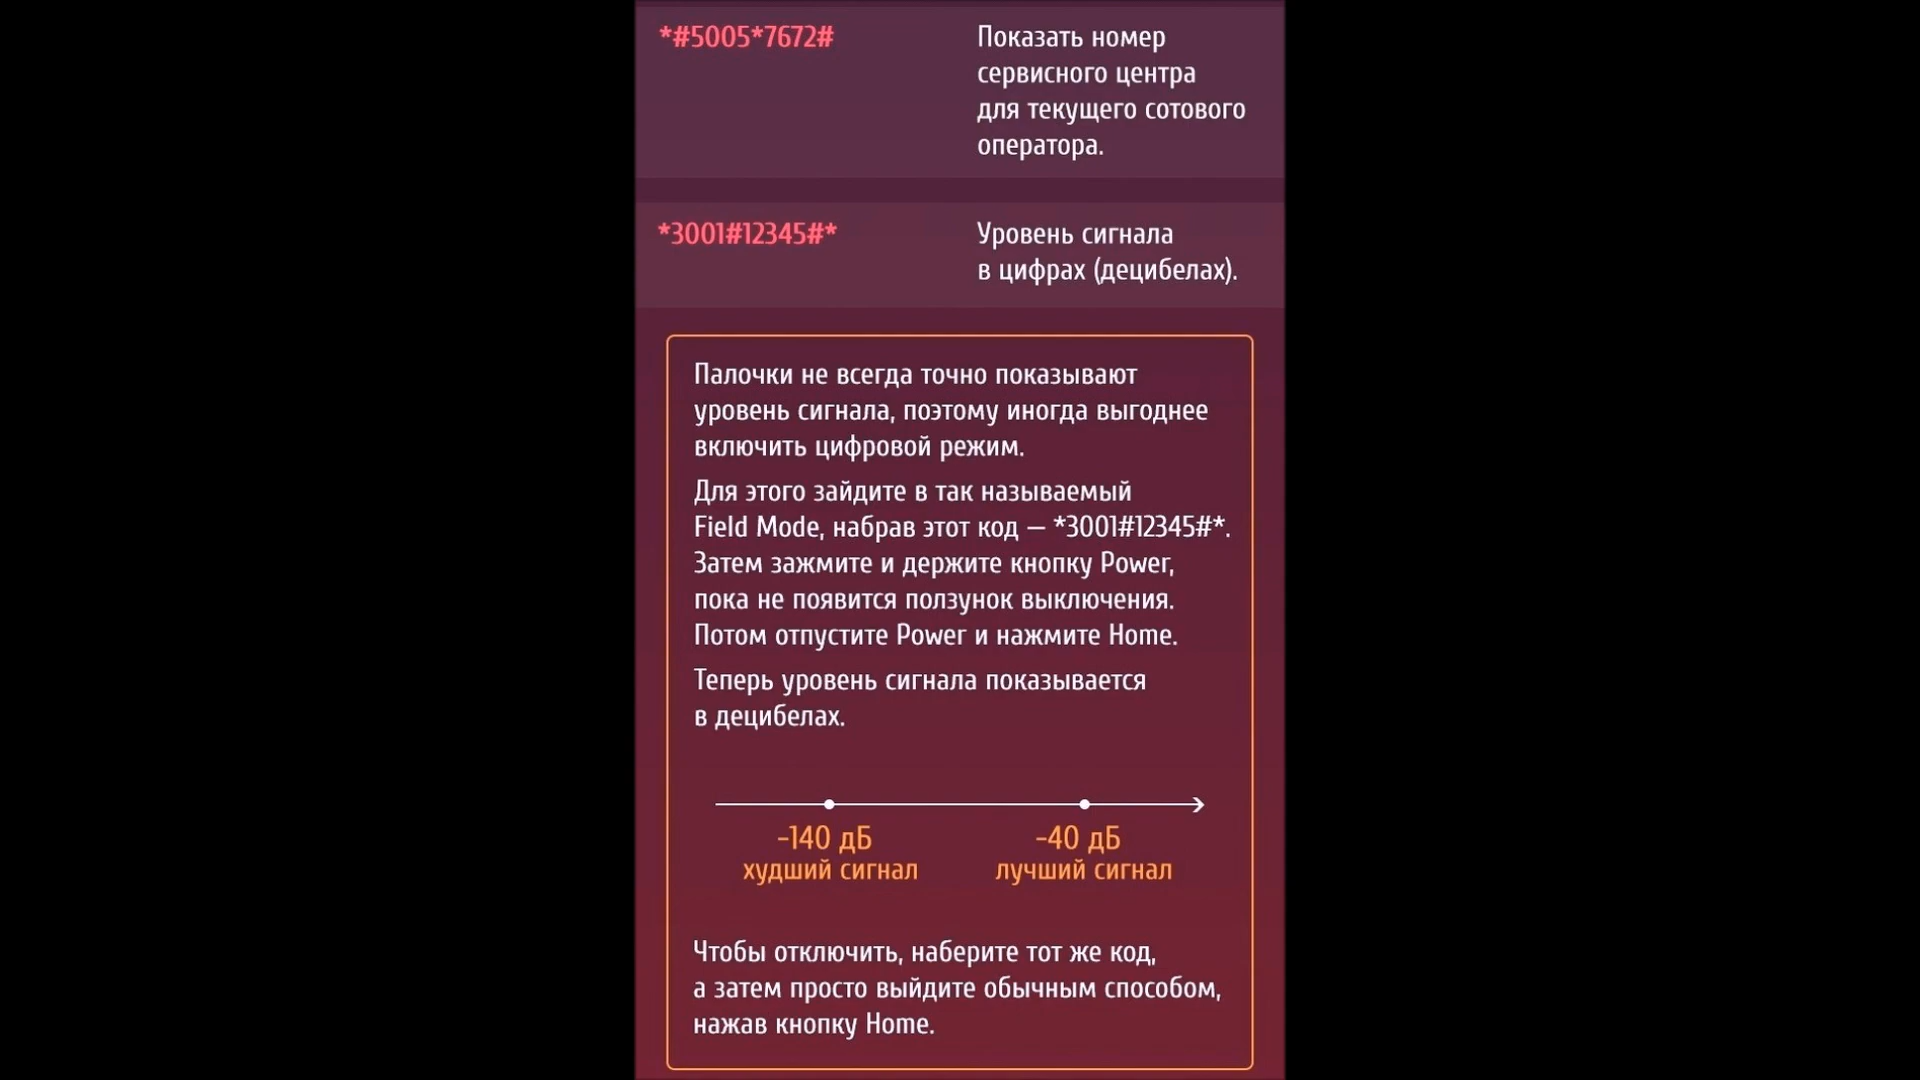 *#5005*7672#
Показать номер
сервисного центра
для текущего сотового
оператора.
*3001#12345#*
Уровень сигнала
в цифрах (децибелах).
Палочки не всегда точно показывают
уровень сигнала, поэтому иногда выгоднее
включить цифровой режим.
Для этого зайдите в так называемый
Field Mode, набрав этот код — *3001#12345#*.
Затем зажмите и держите кнопку Power,
пока не появится ползунок выключения.
Потом отпустите Power и нажмите Home.
Теперь уровень сигнала показывается
в децибелах.
-140 дБ
худший сигнал
-40 дБ
лучший сигнал
Чтобы отключить, наберите тот же код,
а затем просто выйдите обычным способом,
нажав кнопку Home.